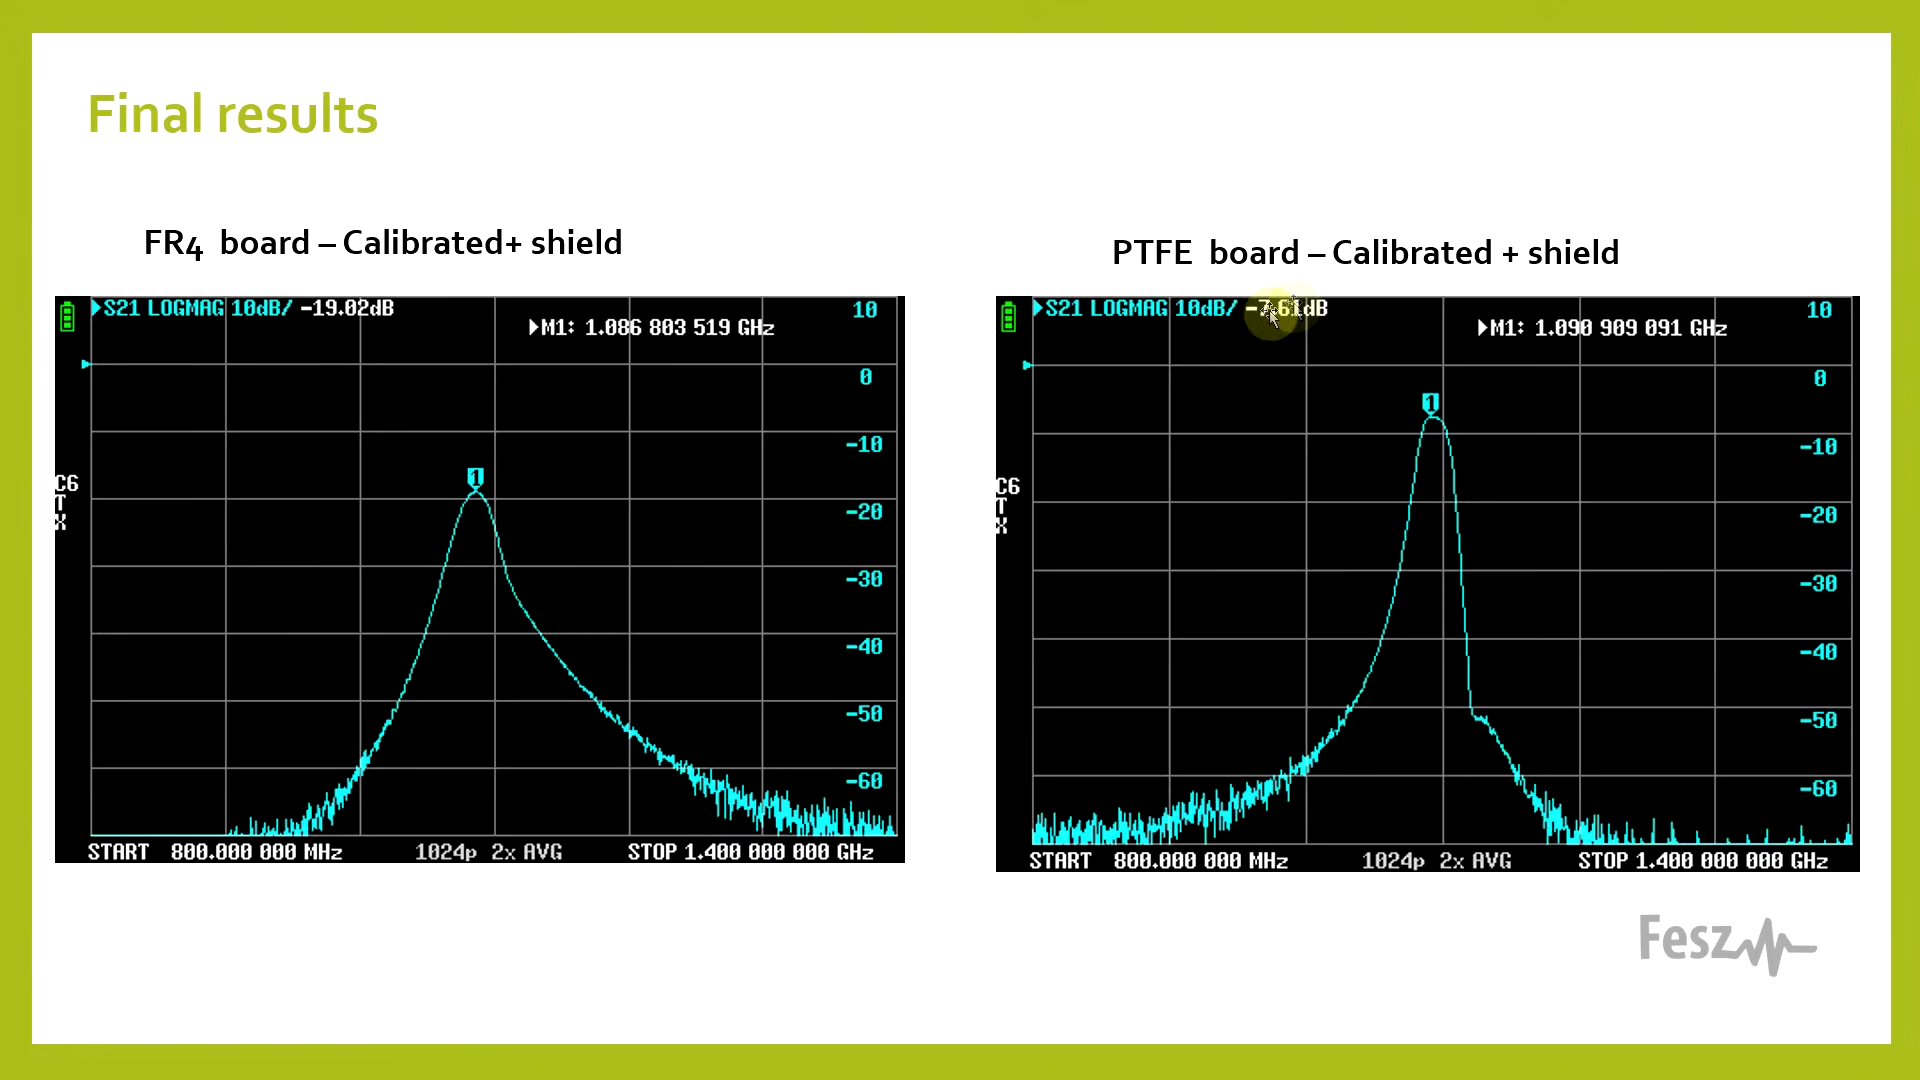 Final results
FR4 board – Calibrated+ shield
S21 LOGMAG 10dB/ -19.02dB
M1: 1.086 803 519 GHz
10
0
-10
1
C6
T
X
-20
-30
-40
-50
-60
START 800.000 000 MHz 1024p 2x AVG STOP 1.400 000 000 GHz
PTFE board – Calibrated + shield
S21 LOGMAG 10dB/ -7.61dB
M1: 1.090 909 091 GHz
10
0
1
-10
C6
T
X
-20
-30
-40
-50
-60
START 800.000 000 MHz 1024p 2x AVG STOP 1.400 000 000 GHz
Fesz